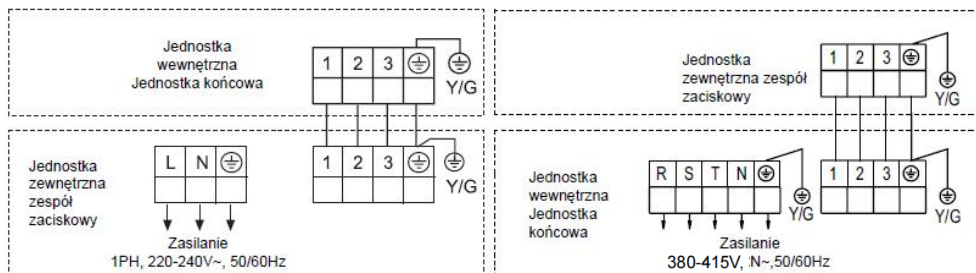 Jednostka
wewnętrzna
Jednostka końcowa
1 2 3
Y/G
Jednostka
zewnętrzna
zespół
zaciskowy
L N
1 2 3
Y/G
Zasilanie
1PH, 220-240V~, 50/60Hz
Jednostka
zewnętrzna zespół
zaciskowy
1 2 3
Y/G
Jednostka
wewnętrzna
Jednostka
końcowa
R S T N
Y/G
1 2 3
Y/G
Zasilanie
380-415V, :N~,50/60Hz